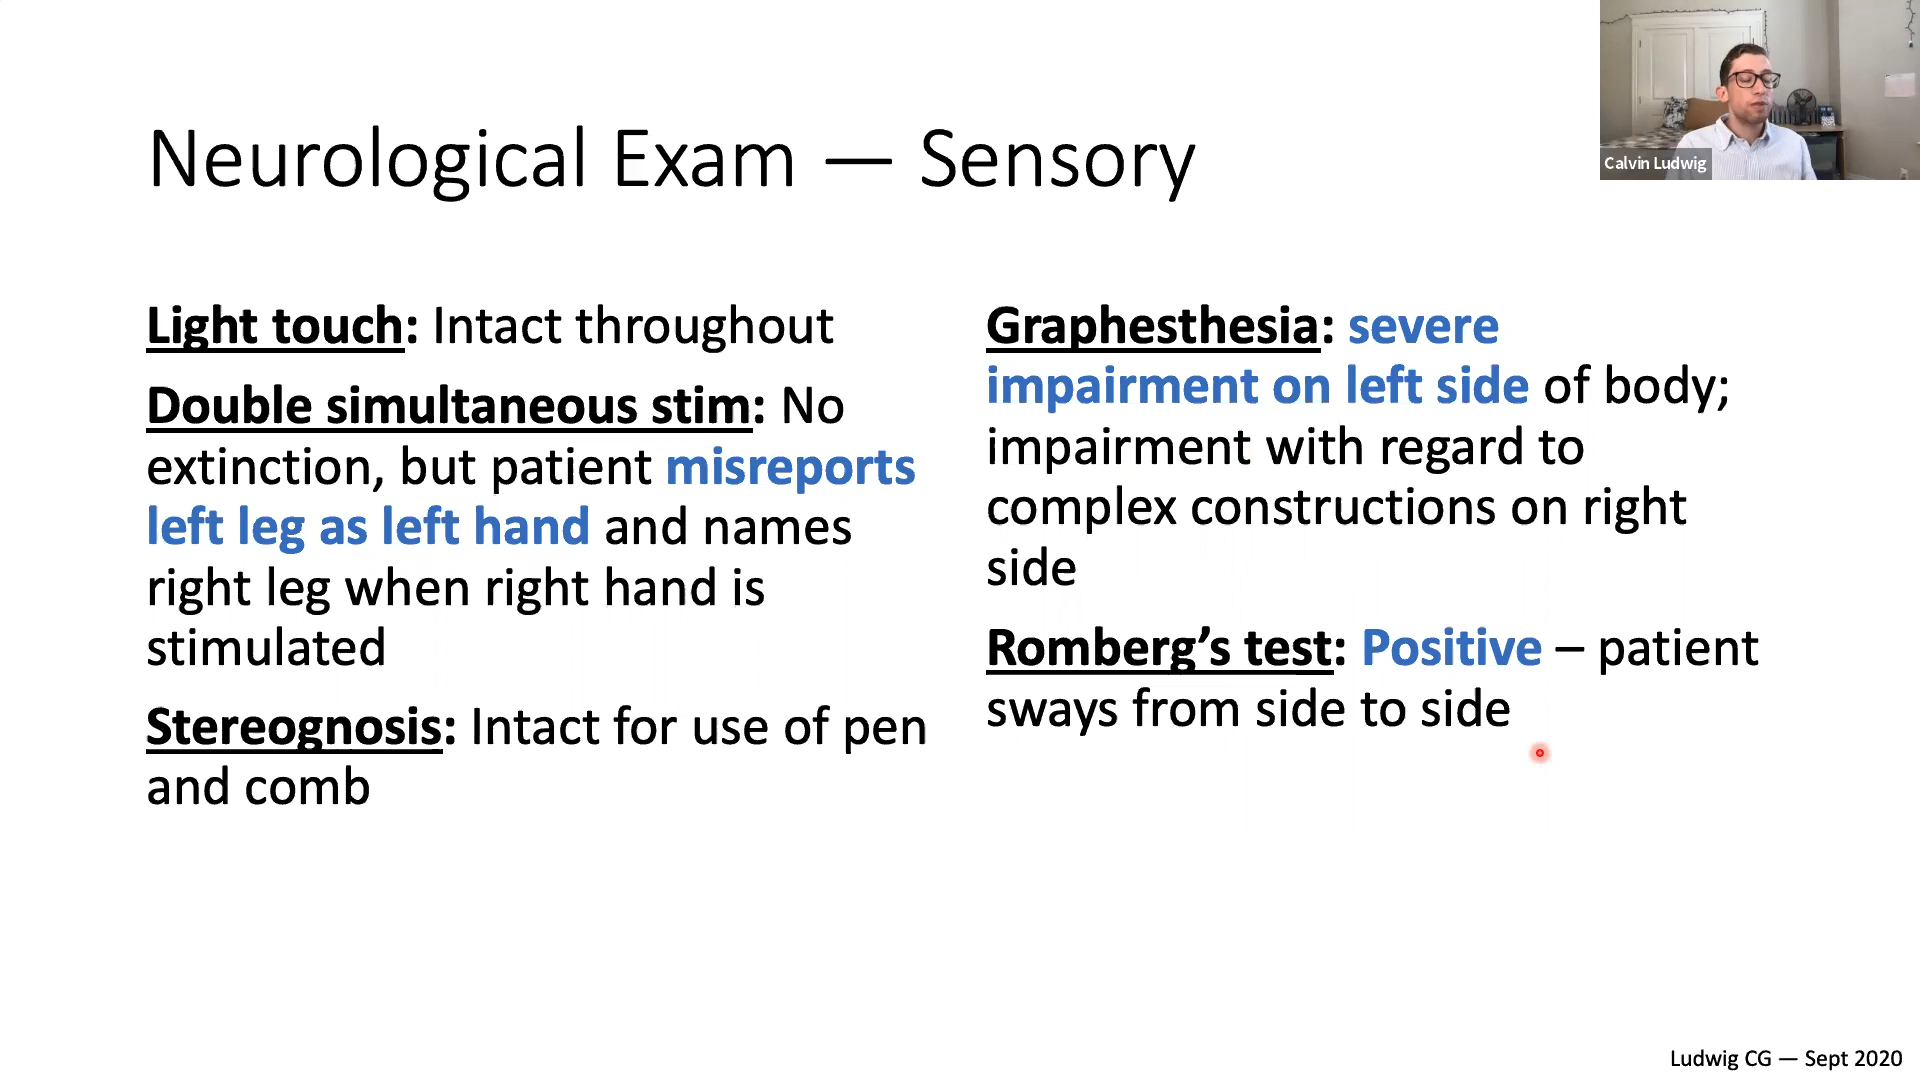 Neurological Exam — Sensory
Calvin Ludwig
Light touch: Intact throughout
Double simultaneous stim: No
extinction, but patient misreports
left leg as left hand and names
right leg when right hand is
stimulated
Stereognosis: Intact for use of pen
and comb
Graphesthesia: severe
impairment on left side of body;
impairment with regard to
complex constructions on right
side
Romberg’s test: Positive – patient
sways from side to side
Ludwig CG — Sept 2020